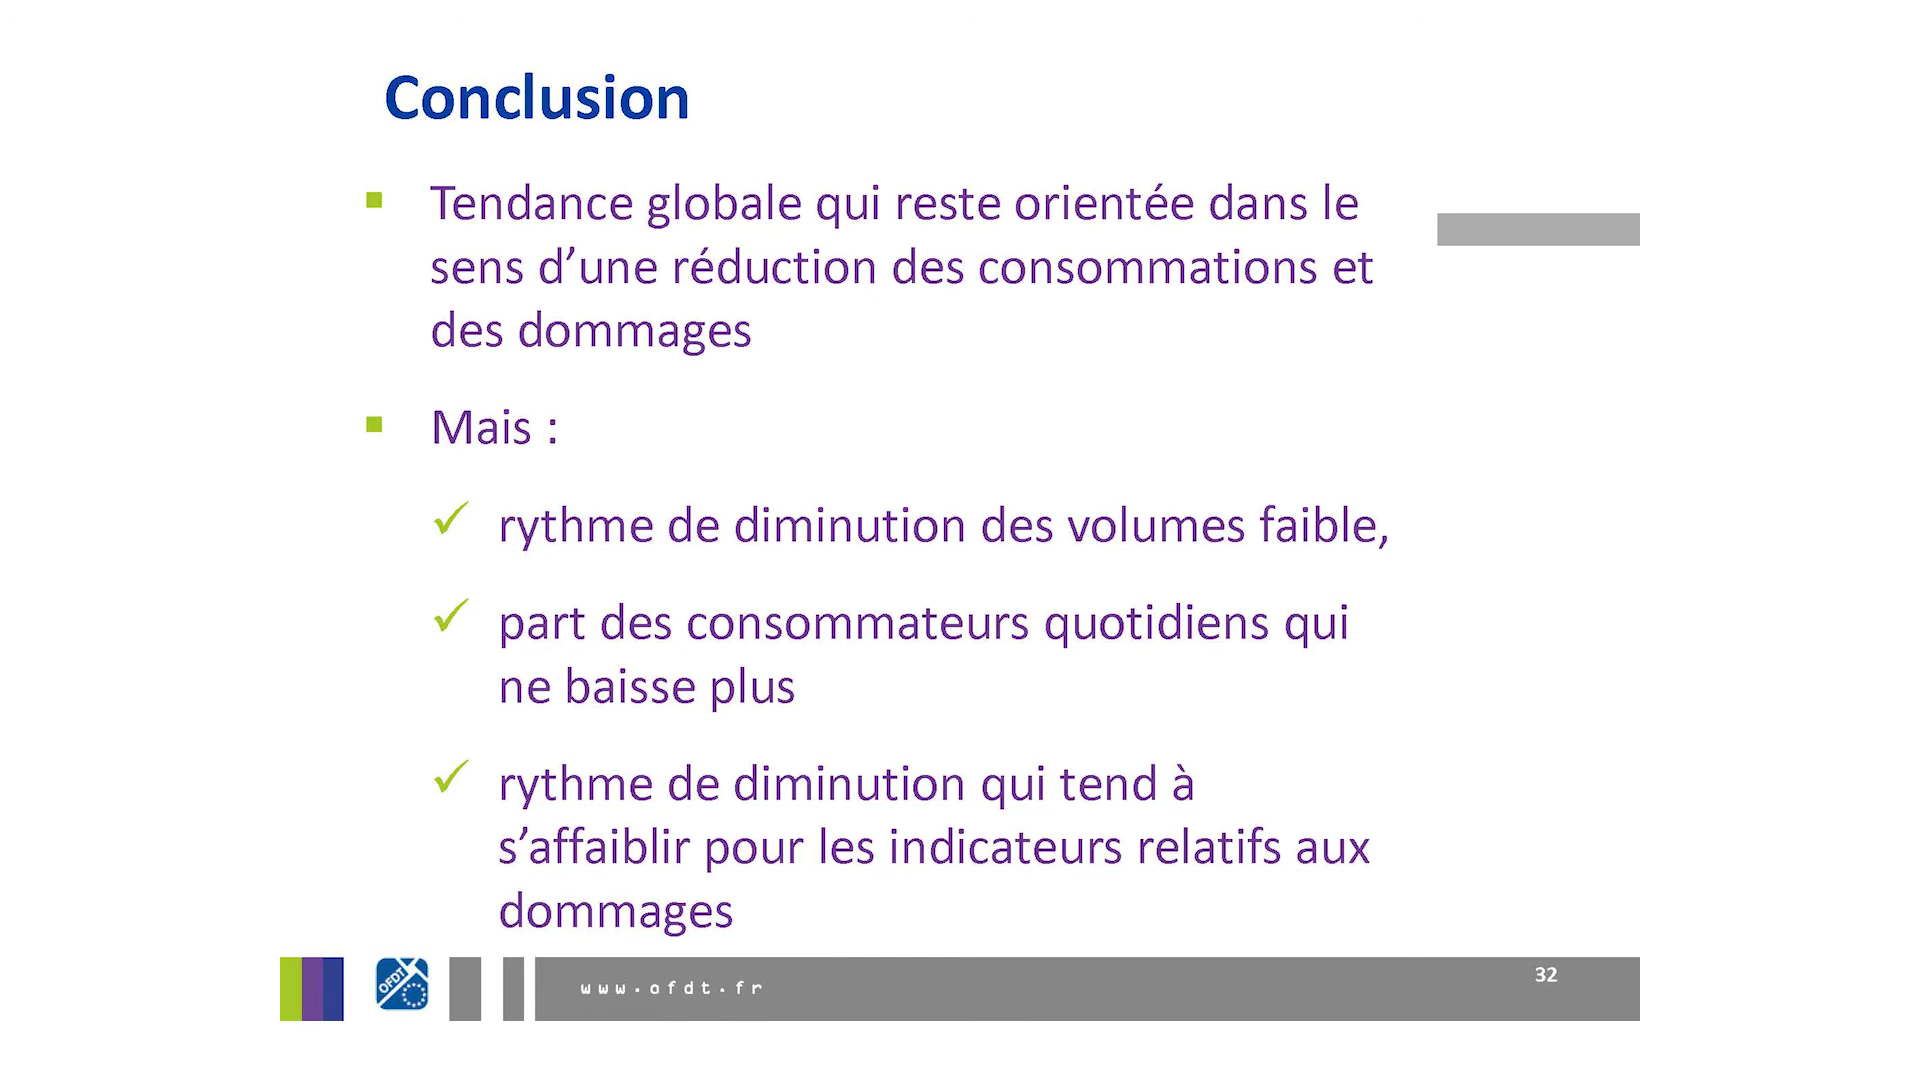 Conclusion
Tendance globale qui reste orientée dans le
sens d’une réduction des consommations et
des dommages
Mais :
rythme de diminution des volumes faible,
part des consommateurs quotidiens qui
ne baisse plus
rythme de diminution qui tend à
s’affaiblir pour les indicateurs relatifs aux
dommages
OFDT
www.ofdt.fr
32